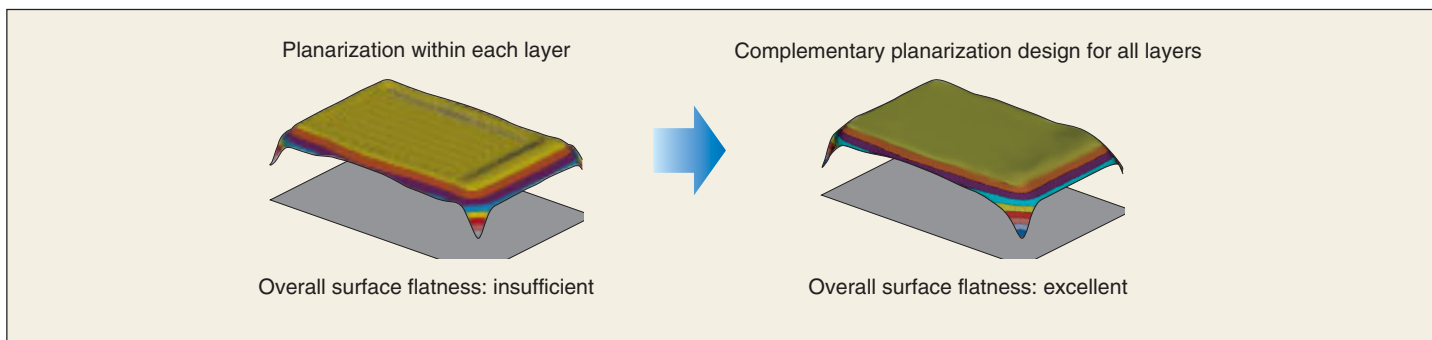 Planarization within each layer
Complementary planarization design for all layers
Overall surface flatness: insufficient
Overall surface flatness: excellent